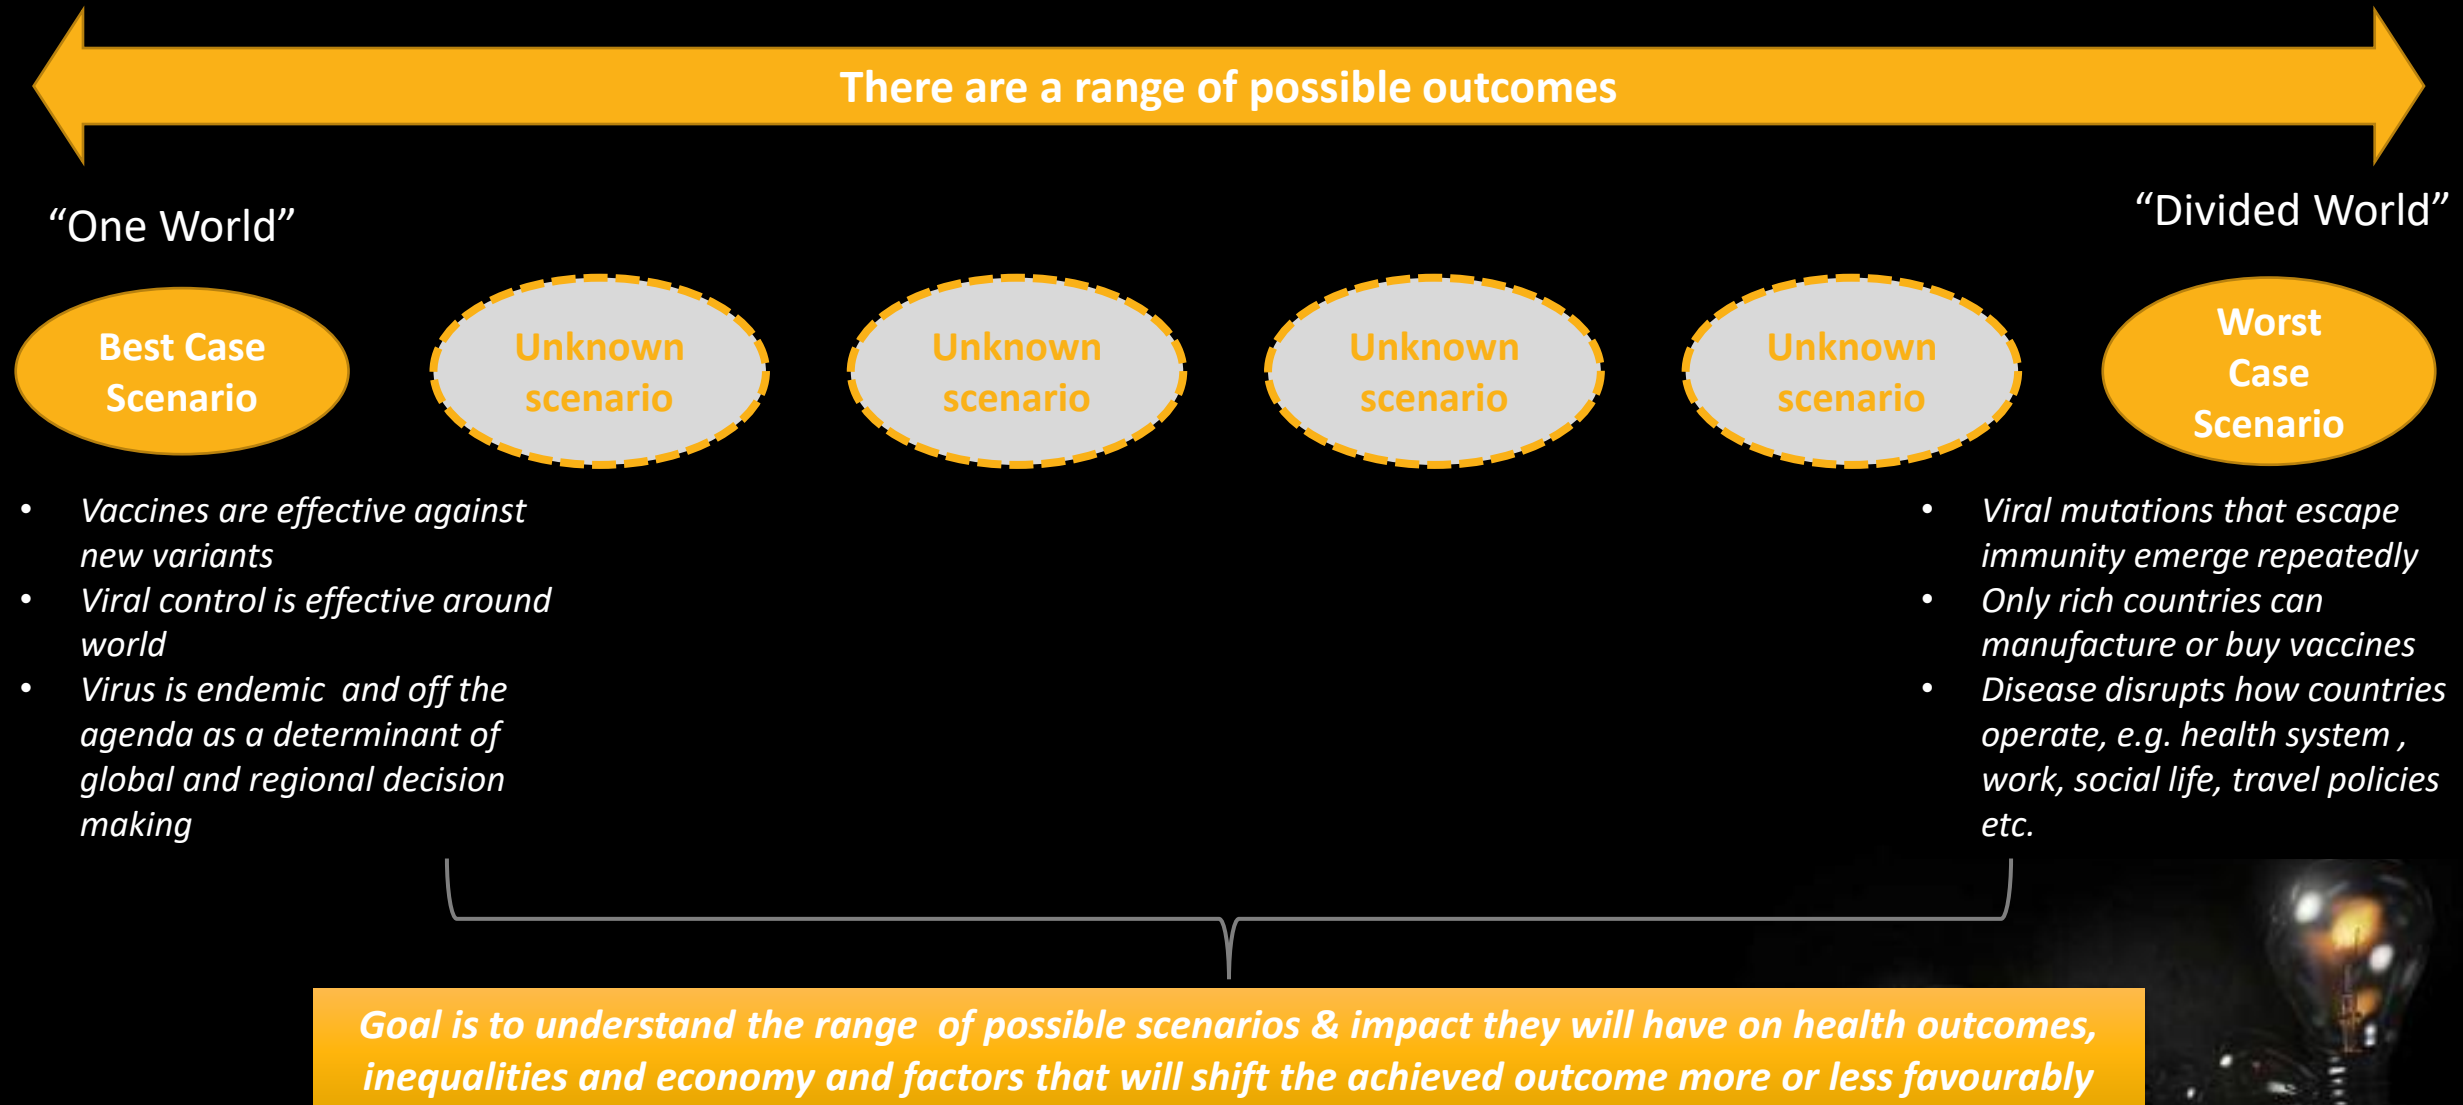 There are a range of possible outcomes
“One World”
“Divided World”
Best Case
Scenario
Unknown
scenario
Unknown
scenario
Unknown
scenario
Unknown
scenario
Worst
Case
Scenario
• Vaccines are effective against
new variants
• Viral control is effective around
world
• Virus is endemic  and off the
agenda as a determinant of
global and regional decision
making
• Viral mutations that escape
immunity emerge repeatedly
• Only rich countries can
manufacture or buy vaccines
• Disease disrupts how countries
operate, e.g. health system ,
work, social life, travel policies
etc.
Goal is to understand the range  of possible scenarios & impact they will have on health outcomes,
inequalities and economy and factors that will shift the achieved outcome more or less favourably